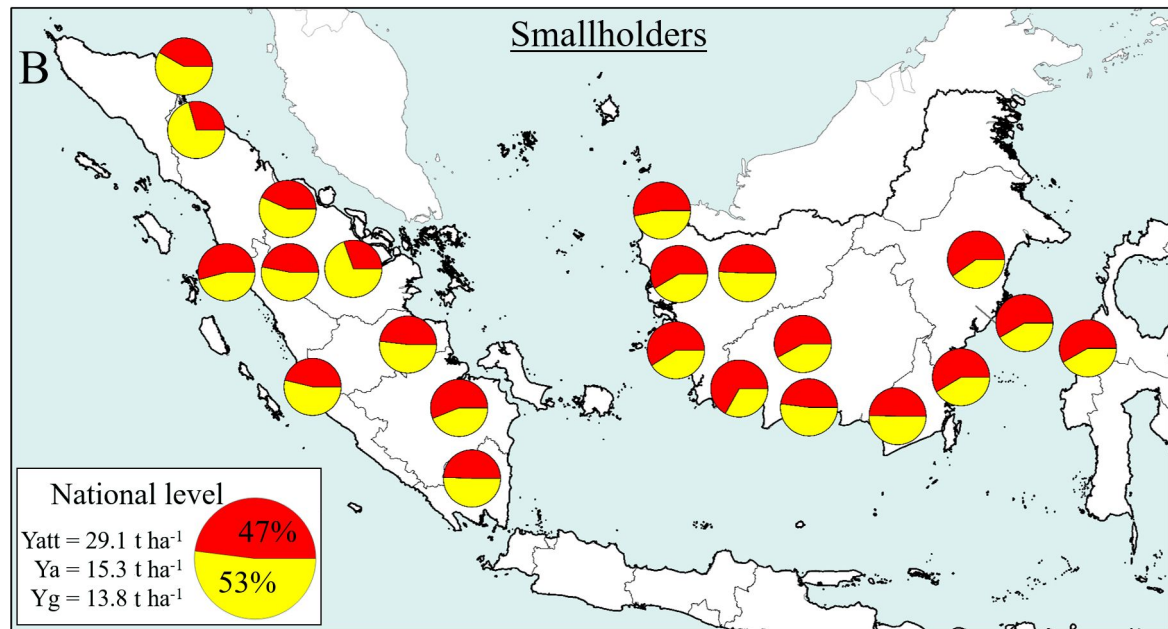 Smallholders
B
National level
Yatt = 29.1 t ha⁻¹
Ya = 15.3 t ha⁻¹
Yg = 13.8 t ha⁻¹
47%
53%